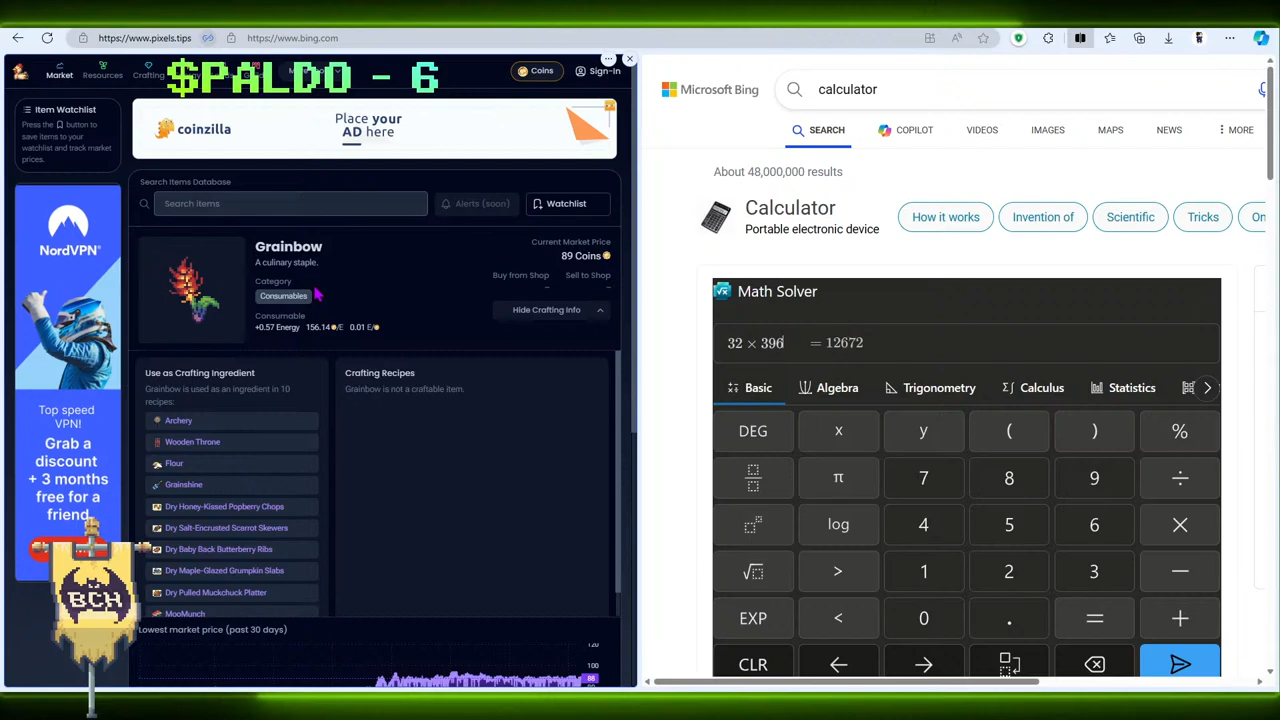 https://www.pixels.tips
https://www.bing.com
Market
Resources
Crafting
$PALDO - 6
Coins
Sign-In
Item Watchlist
Press the button to
save items to your
watchlist and track market
prices.
coinzilla
Place your
AD here
Search Items Database
Search items
Alerts (soon)
Watchlist
Grainbow
A culinary staple.
Category
Consumables
Consumable
+0.57 Energy 156.14 /E 0.01 E/
Current Market Price
89 Coins
Buy from Shop
Sell to Shop
--
--
Hide Crafting Info
Use as Crafting Ingredient
Grainbow is used as an ingredient in 10
recipes:
Archery
Wooden Throne
Flour
Grainshine
Dry Honey-Kissed Popberry Chops
Dry Salt-Encrusted Scarrot Skewers
Dry Baby Back Butterberry Ribs
Dry Maple-Glazed Grumpkin Slabs
Dry Pulled Muckchuck Platter
MooMunch
Crafting Recipes
Grainbow is not a craftable item.
Lowest market price (past 30 days)
120
100
88
NordVPN
Top speed
VPN!
Grab a
discount
+ 3 months
free for a
friend.
BCH
Microsoft Bing
calculator
SEARCH
COPILOT
VIDEOS
IMAGES
MAPS
NEWS
MORE
About 48,000,000 results
Calculator
Portable electronic device
How it works
Invention of
Scientific
Tricks
On
Math Solver
32 × 396 = 12672
Basic
Algebra
Trigonometry
Calculus
Statistics
DEG x y ( ) %
π 7 8 9 ÷
log 4 5 6 ×
√ > 1 2 3 −
EXP < 0 . = +
CLR ← →